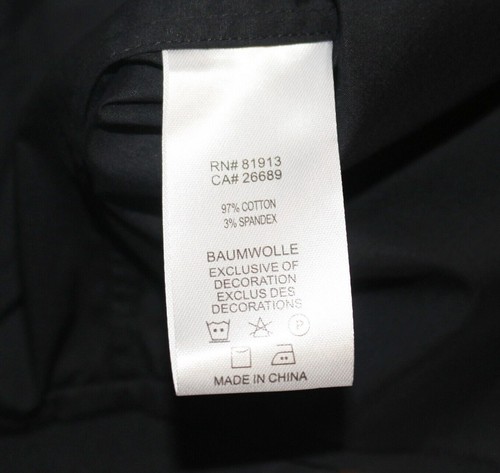 RN# 81913
CA# 26689
97% COTTON
3% SPANDEX
BAUMWOLLE
EXCLUSIVE OF
DECORATION
EXCLUS DES
DECORATIONS
P
MADE IN CHINA